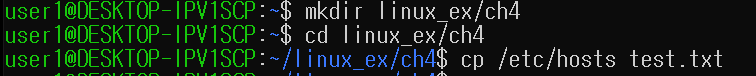 user1@DESKTOP-IPV1SCP:~$ mkdir linux_ex/ch4
user1@DESKTOP-IPV1SCP:~$ cd linux_ex/ch4
user1@DESKTOP-IPV1SCP:~/linux_ex/ch4$ cp /etc/hosts test.txt